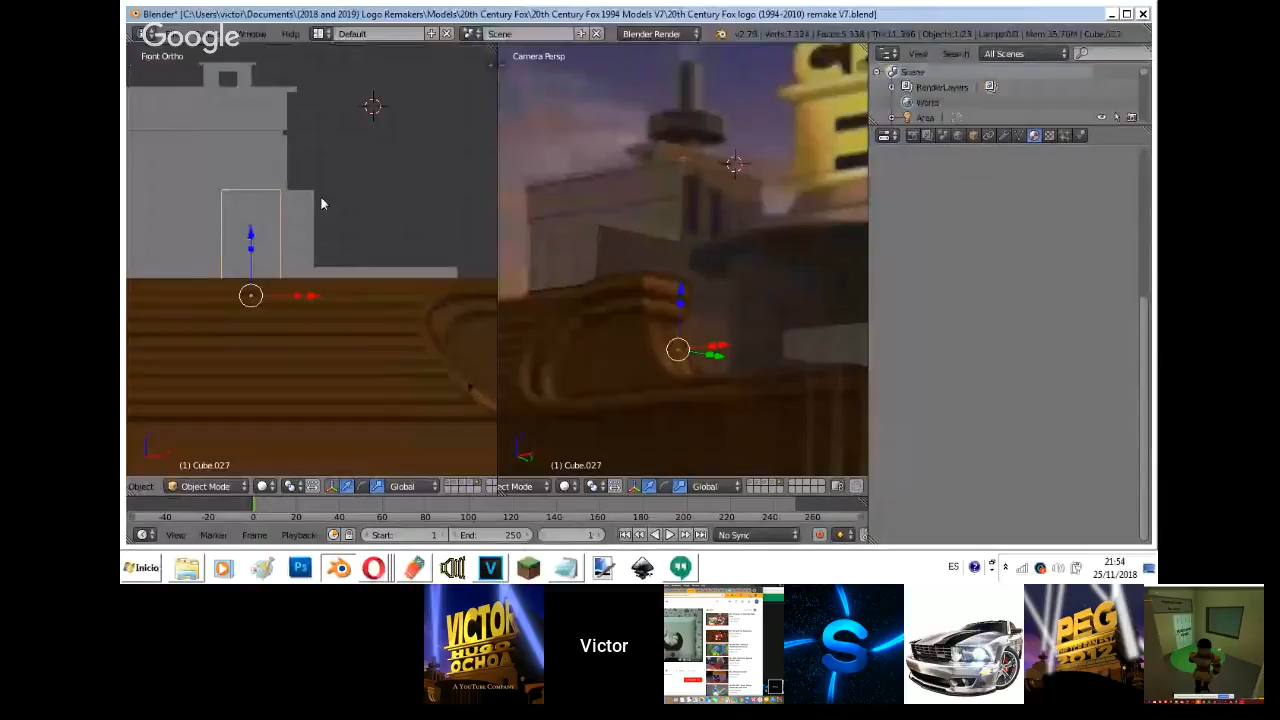 Blender* [C:\Users\victor\Documents\(2018 and 2019) Logo Remakers\Models\20th Century Fox\20th Century Fox 1994 Models V7\20th Century Fox logo (1994-2010) remake V7.blend]
Google
Window Help Default Scene Blender Render
Front Ortho
Camera Persp
View Search All Scenes
Scene
RenderLayers
World
Area
(1) Cube.027
(1) Cube.027
Object Object Mode Global
ect Mode Global
-40 -20 0 20 40 60 80 100 120 140 160 180 200 220 240 260
View Marker Frame Playback Start: 1 End: 250 1 No Sync
Inicio
Ps
V
ES
21:54
25/11/2018
VICTOR
A YOUTUBE COMPANY
Victor
PEG